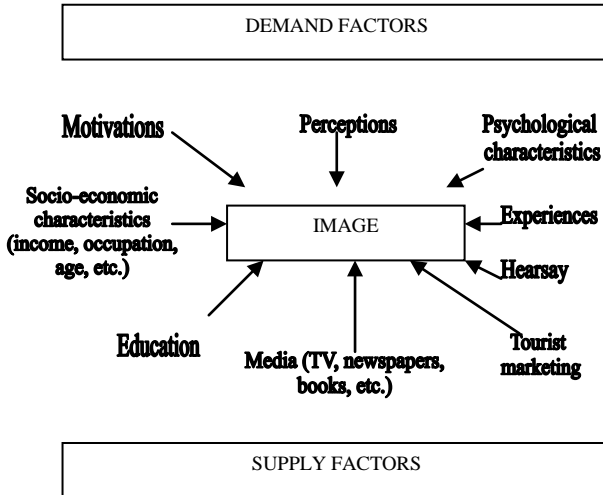 DEMAND FACTORS
Motivations
Perceptions
Psychological
characteristics
Socio-economic
characteristics
(income, occupation,
age, etc.)
IMAGE
Experiences
Hearsay
Education
Media (TV, newspapers,
books, etc.)
Tourist
marketing
SUPPLY FACTORS